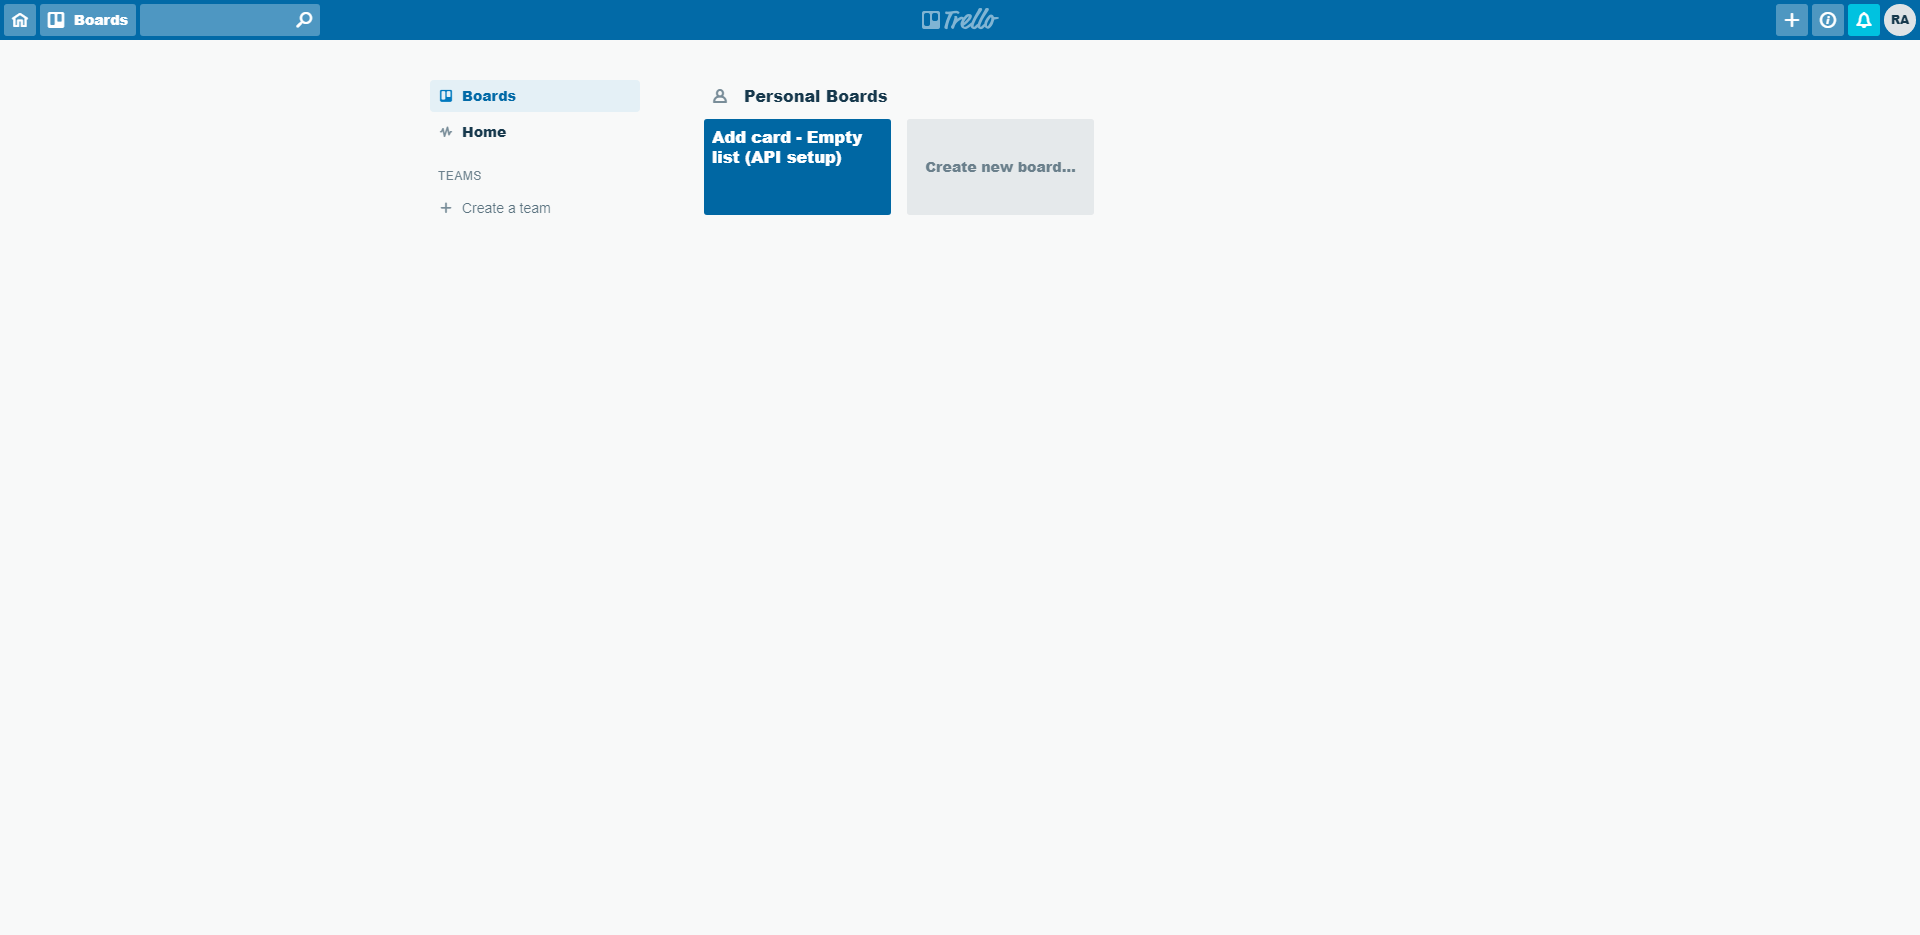 Boards
Trello
RA
Boards
Home
TEAMS
Create a team
Personal Boards
Add card - Empty
list (API setup)
Create new board...